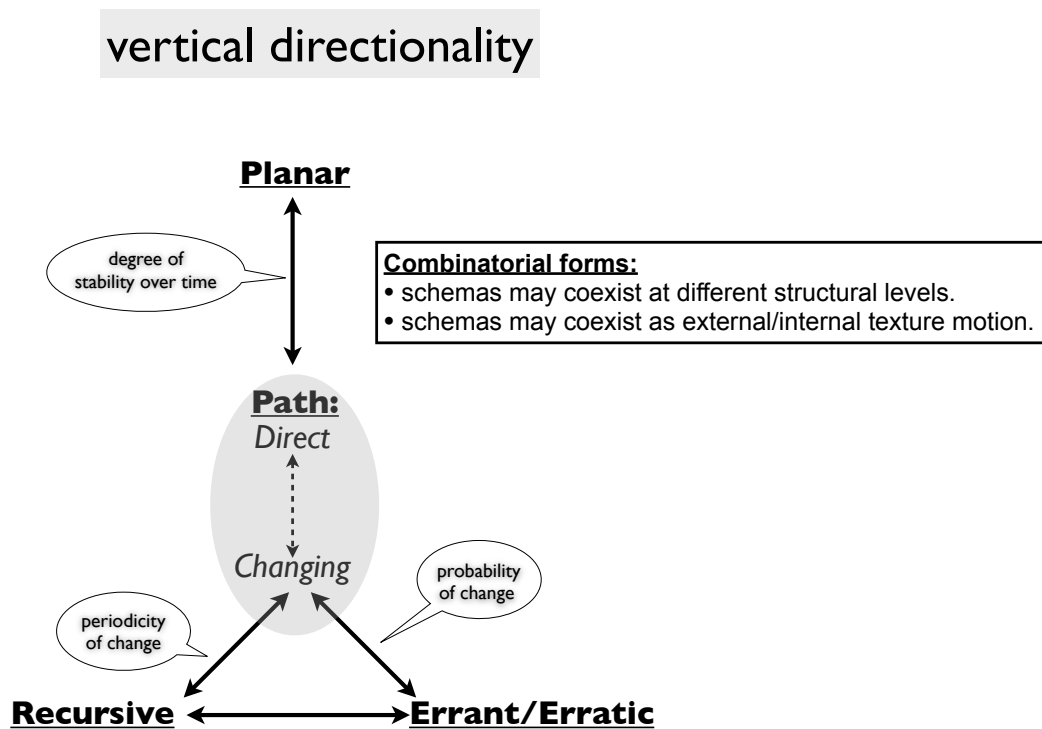 vertical directionality
Planar
degree of
stability over time
Combinatorial forms:
• schemas may coexist at different structural levels.
• schemas may coexist as external/internal texture motion.
Path:
Direct
Changing
probability
of change
periodicity
of change
Recursive
Errant/Erratic